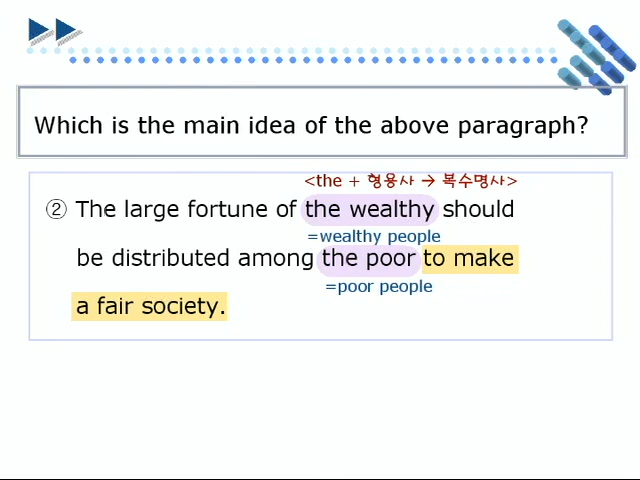 Which is the main idea of the above paragraph?
<the + 형용사 → 복수명사>
② The large fortune of the wealthy should
=wealthy people
be distributed among the poor to make
=poor people
a fair society.